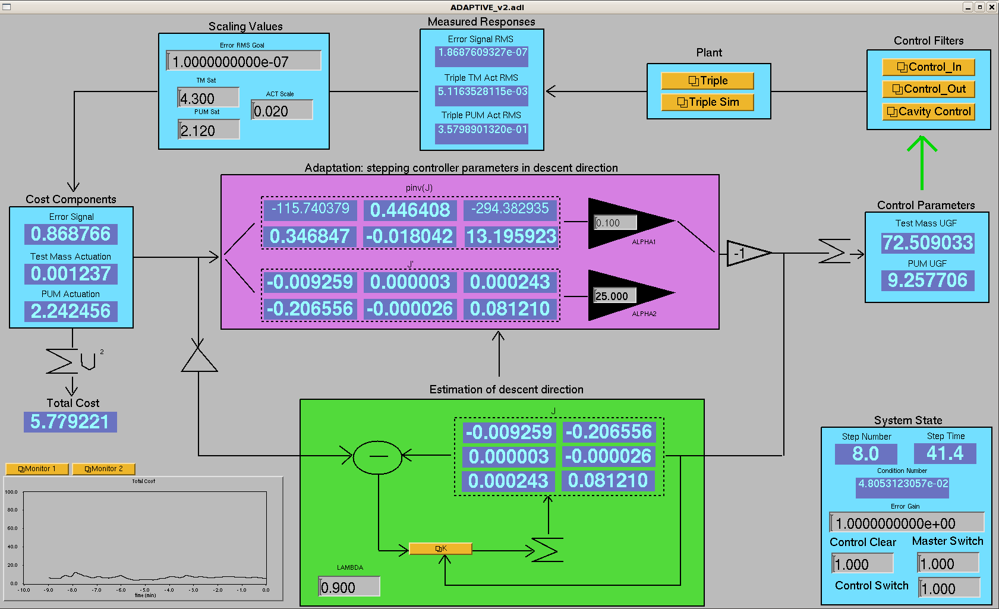 ADAPTIVE_v2.adl
Scaling Values
Error RMS Goal
1.0000000000e-07
TM Sat
4.300
ACT Scale
0.020
PUM Sat
2.120
Measured Responses
Error Signal RMS
1.8687609327e-07
Triple TM Act RMS
5.1163528115e-03
Triple PUM Act RMS
3.5798901320e-01
Plant
Triple
Triple Sim
Control Filters
Control_In
Control_Out
Cavity Control
Cost Components
Error Signal
0.868766
Test Mass Actuation
0.001237
PUM Actuation
2.242456
Adaptation: stepping controller parameters in descent direction
pinv(J)
-115.740379 0.446408 -294.382935
0.346847 -0.018042 13.195923
0.100
ALPHA1
J'
-0.009259 0.000003 0.000243
-0.206556 -0.000026 0.081210
25.000
ALPHA2
-1
Control Parameters
Test Mass UGF
72.509033
PUM UGF
9.257706
Σ U 2
Total Cost
5.779221
Estimation of descent direction
J
-0.009259 -0.206556
0.000003 -0.000026
0.000243 0.081210
K
LAMBDA
0.900
Monitor 1 Monitor 2
Total Cost
100.0
80.0
60.0
40.0
20.0
0.0
-10.0 -9.0 -8.0 -7.0 -6.0 -5.0 -4.0 -3.0 -2.0 -1.0 0.0
time (min)
System State
Step Number Step Time
8.0 41.4
Condition Number
4.8053123057e-02
Error Gain
1.0000000000e+00
Control Clear Master Switch
1.000 1.000
Control Switch 1.000